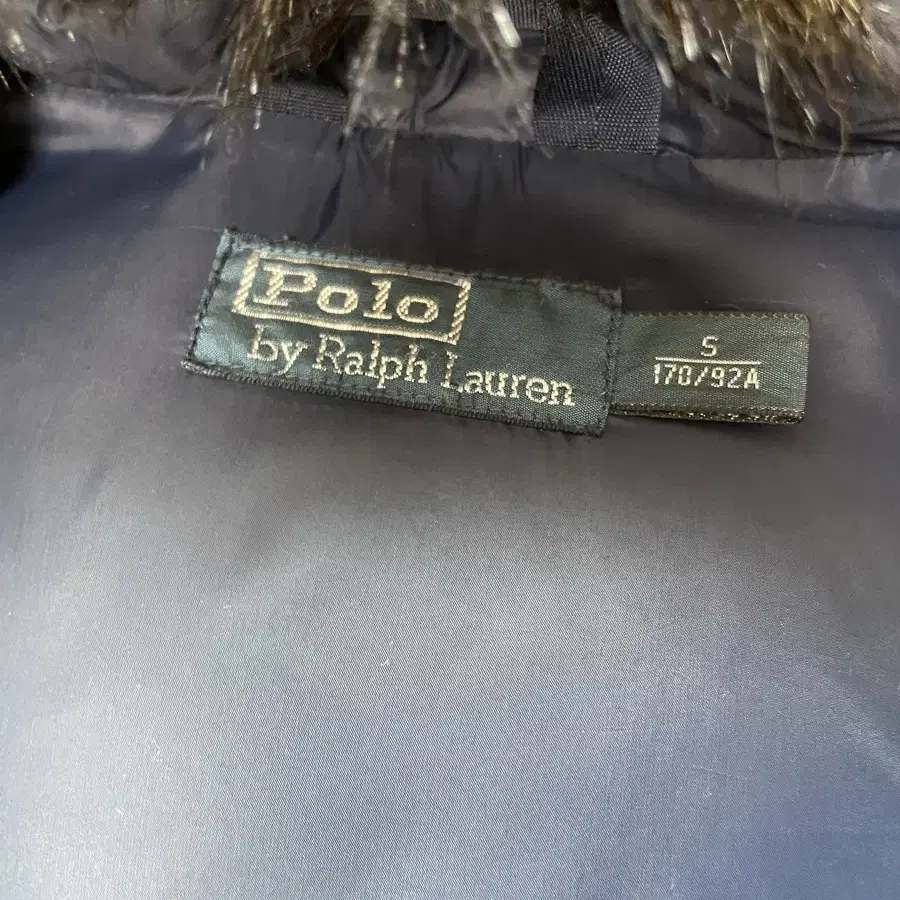 Polo
by Ralph Lauren
S
170/92A